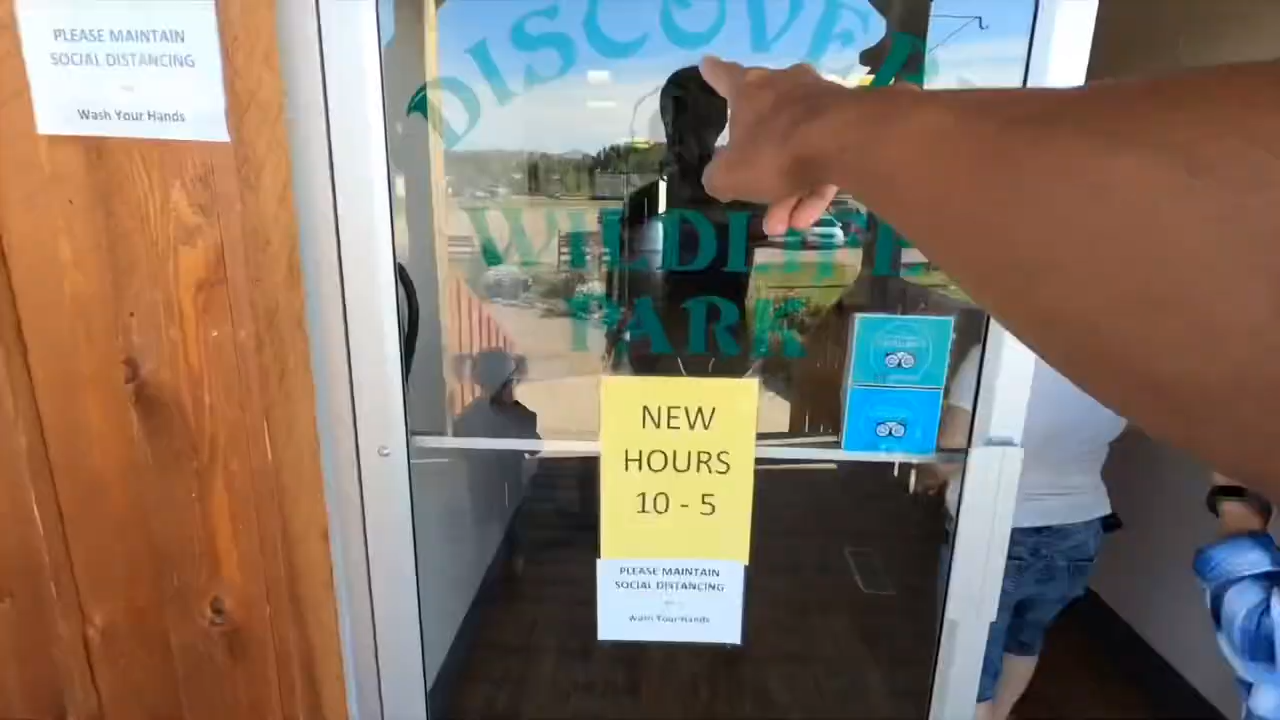 PLEASE MAINTAIN
SOCIAL DISTANCING
Wash Your Hands
DISCOVER
WILDLIFE
PARK
NEW
HOURS
10 - 5
PLEASE MAINTAIN
SOCIAL DISTANCING
Wash Your Hands